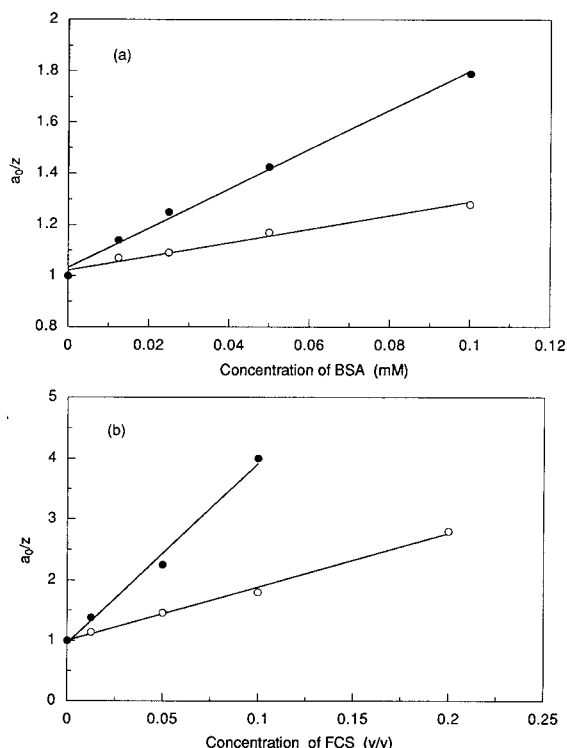 2
(a)
1.8
1.6
a0/z
1.4
1.2
1
0.8
0 0.02 0.04 0.06 0.08 0.1 0.12
Concentration of BSA (mM)
5
(b)
4
3
a0/z
2
1
0
0 0.05 0.1 0.15 0.2 0.25
Concentration of FCS (v/v)